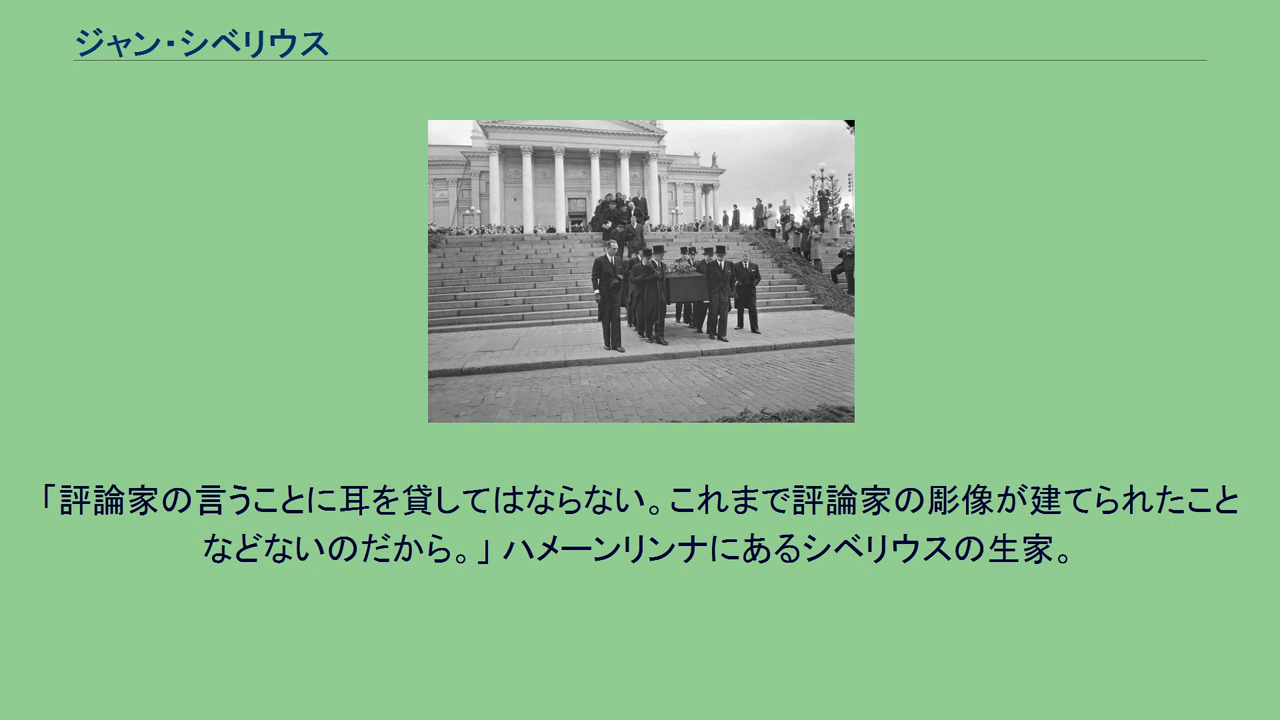 ジャン・シベリウス
「評論家の言うことに耳を貸してはならない。これまで評論家の彫像が建てられたこと
などないのだから。」 ハメーンリンナにあるシベリウスの生家。